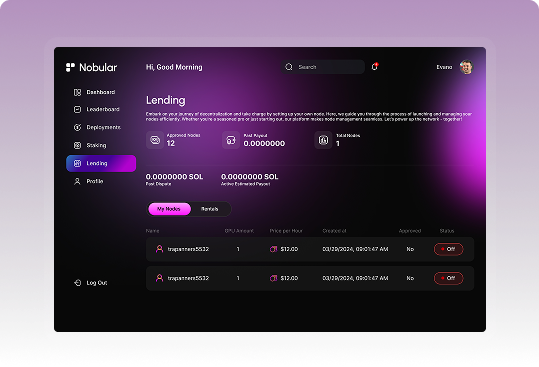 Nobular
Hi, Good Morning
Search
Evano
Dashboard
Leaderboard
Deployments
Staking
Lending
Profile
Log Out
Lending
Embark on your journey of decentralization and take charge by setting up your own node. Here, we guide you through the process of launching and managing your
nodes efficiently. Whether you're a seasoned pro or just starting out, our platform makes node management seamless. Let's power up the network - together!
Approved Nodes
12
Past Payout
0.0000000
Total Nodes
1
0.0000000 SOL
Past Dispute
0.0000000 SOL
Active Estimated Payout
My Nodes
Rentals
Name GPU Amount Price per Hour Created at Approved Status
trapanners5532 1 $12.00 03/29/2024, 09:01:47 AM No Off
trapanners5532 1 $12.00 03/29/2024, 09:01:47 AM No Off